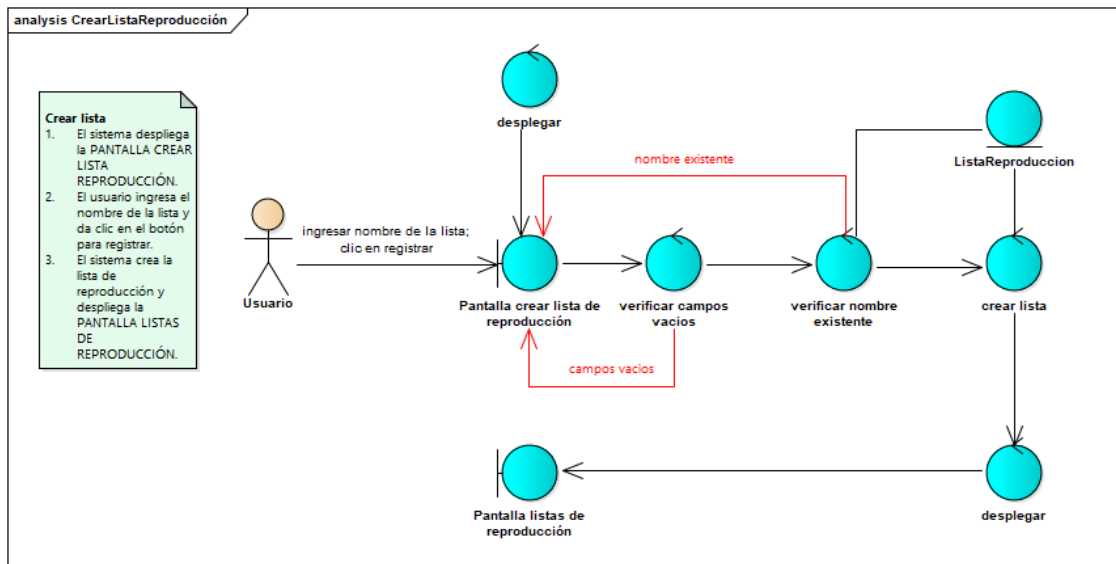 analysis CrearListaReproducción
Crear lista
1. El sistema despliega
la PANTALLA CREAR
LISTA
REPRODUCCIÓN.
2. El usuario ingresa el
nombre de la lista y
da clic en el botón
para registrar.
3. El sistema crea la
lista de
reproducción y
despliega la
PANTALLA LISTAS
DE
REPRODUCCIÓN.
desplegar
ListaReproduccion
nombre existente
ingresar nombre de la lista;
clic en registrar
Usuario
Pantalla crear lista de
reproducción
verificar campos
vacios
verificar nombre
existente
crear lista
campos vacios
Pantalla listas de
reproducción
desplegar